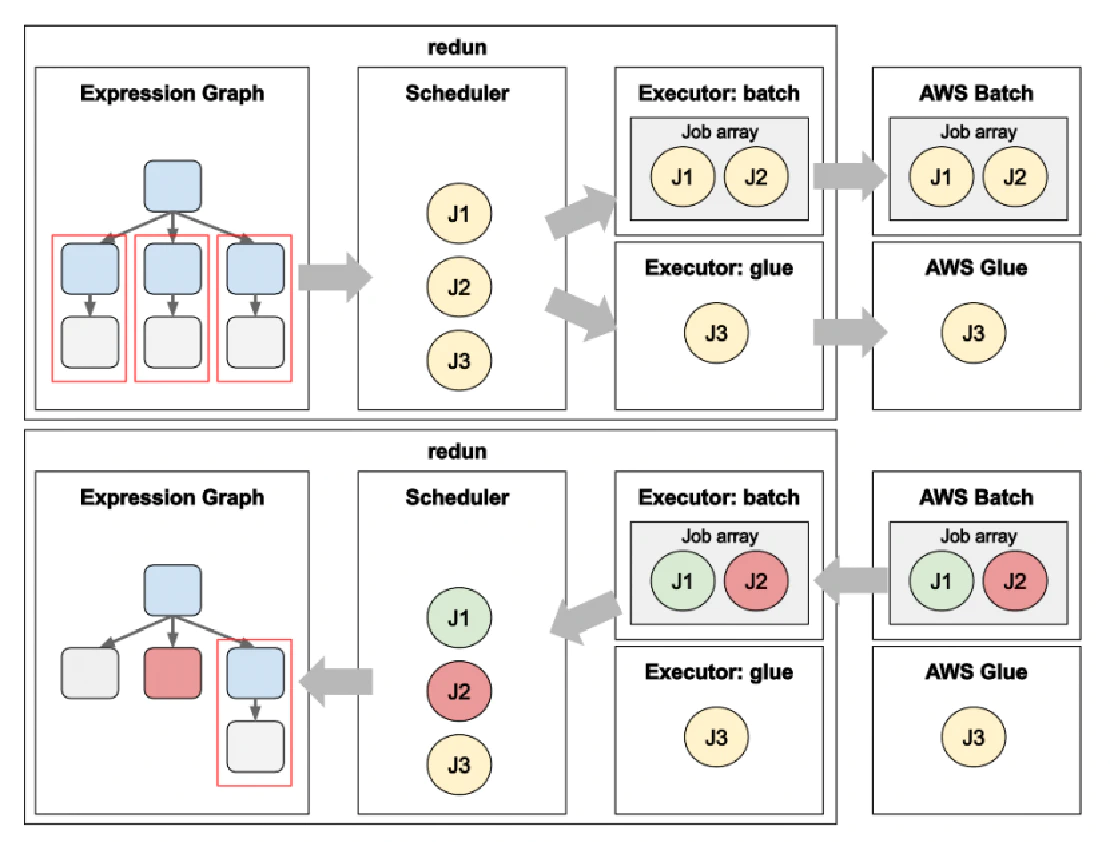 redun
Expression Graph
Scheduler
J1
J2
J3
Executor: batch
Job array
J1 J2
Executor: glue
J3
AWS Batch
Job array
J1 J2
AWS Glue
J3
redun
Expression Graph
Scheduler
J1
J2
J3
Executor: batch
Job array
J1 J2
Executor: glue
J3
AWS Batch
Job array
J1 J2
AWS Glue
J3